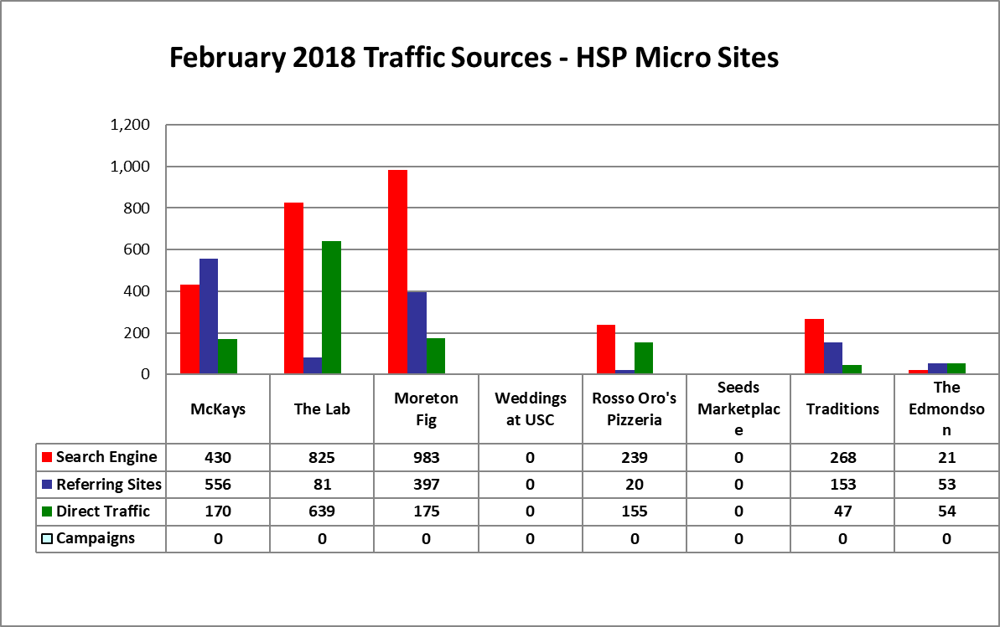 February 2018 Traffic Sources - HSP Micro Sites
1,200
1,000
800
600
400
200
0
McKays
The Lab
Moreton
Fig
Weddings
at USC
Rosso Oro's
Pizzeria
Seeds
Marketplac
e
Traditions
The
Edmondso
n
Search Engine 430 825 983 0 239 0 268 21
Referring Sites 556 81 397 0 20 0 153 53
Direct Traffic 170 639 175 0 155 0 47 54
Campaigns 0 0 0 0 0 0 0 0